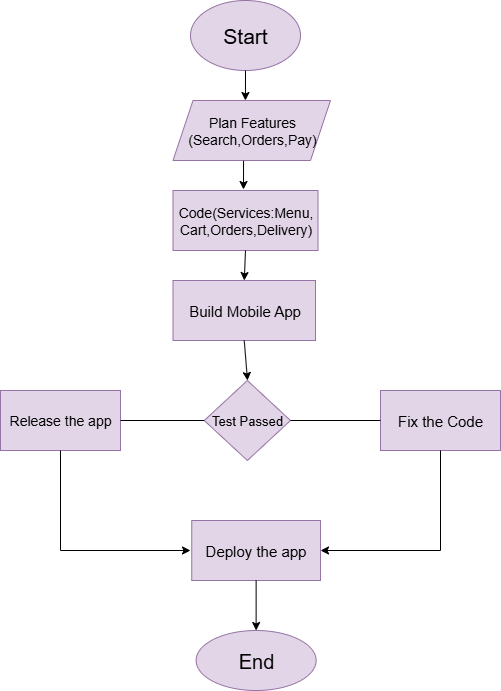 Start
Plan Features
(Search,Orders,Pay)
Code(Services:Menu,
Cart,Orders,Delivery)
Build Mobile App
Release the app
Test Passed
Fix the Code
Deploy the app
End